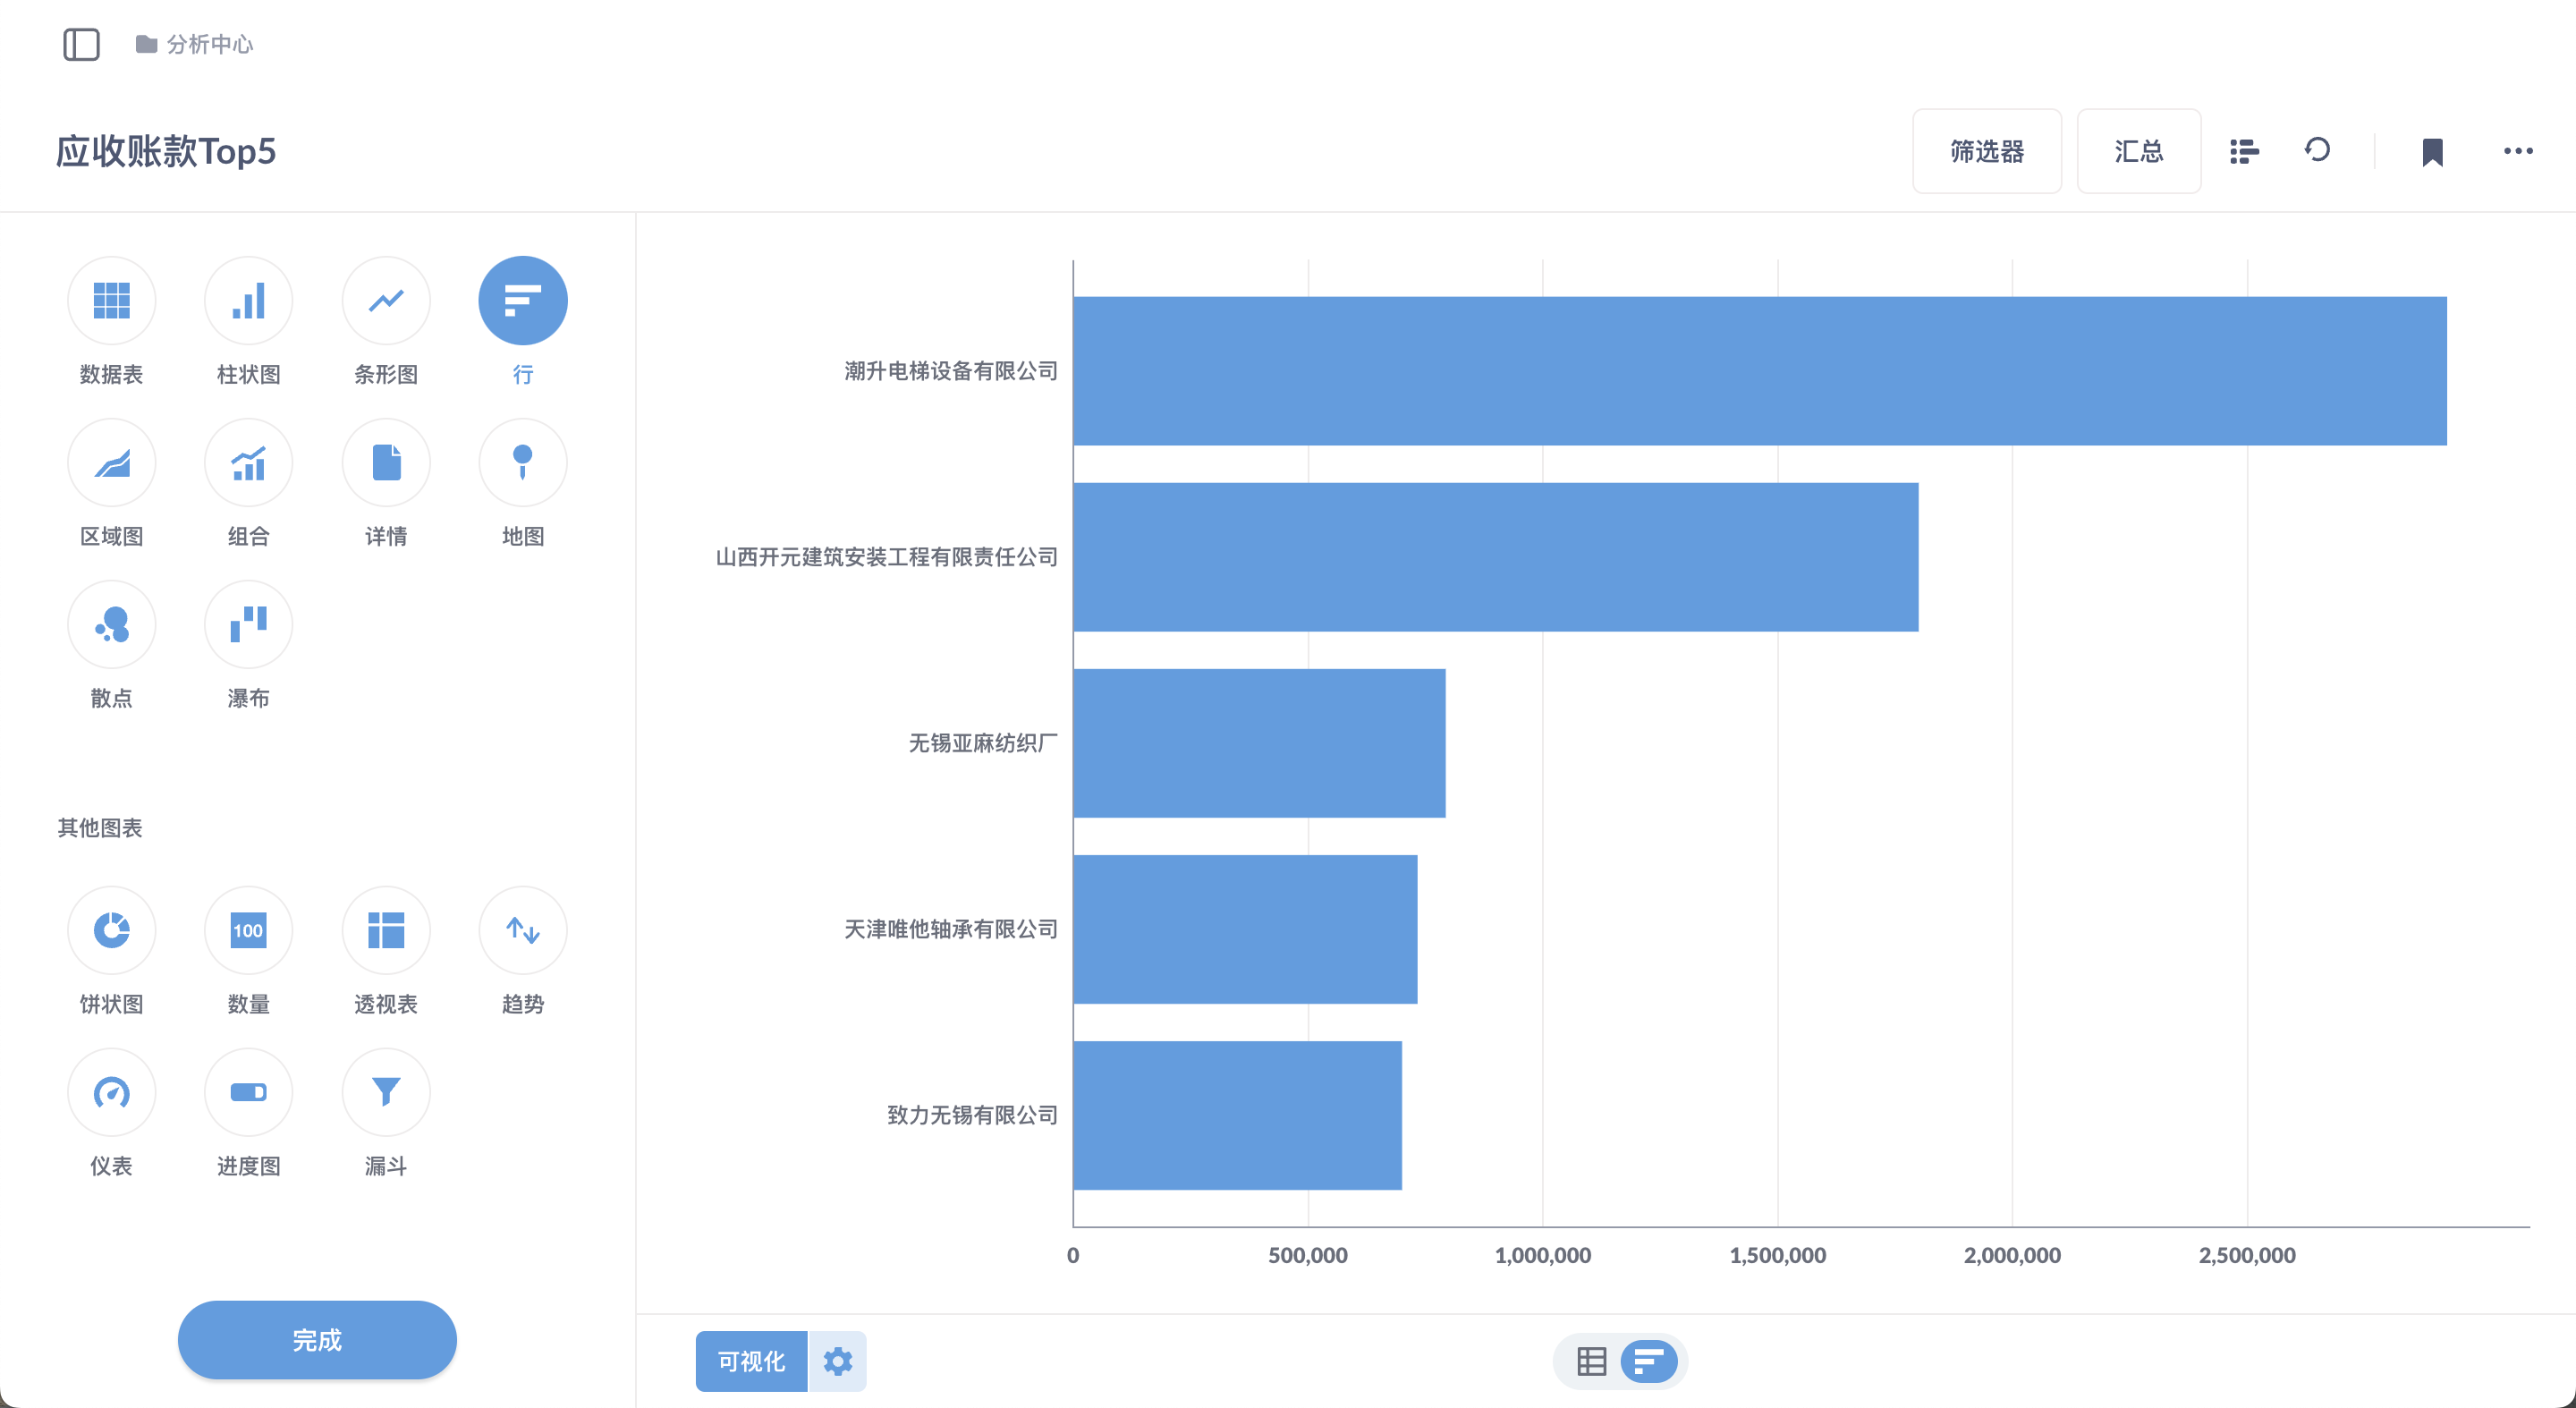 分析中心
应收账款Top5
筛选器
汇总
数据表
柱状图
条形图
行
区域图
组合
详情
地图
散点
瀑布
其他图表
100
饼状图
数量
透视表
趋势
仪表
进度图
漏斗
完成
潮升电梯设备有限公司
山西开元建筑安装工程有限责任公司
无锡亚麻纺织厂
天津唯他轴承有限公司
致力无锡有限公司
0
500,000
1,000,000
1,500,000
2,000,000
2,500,000
可视化